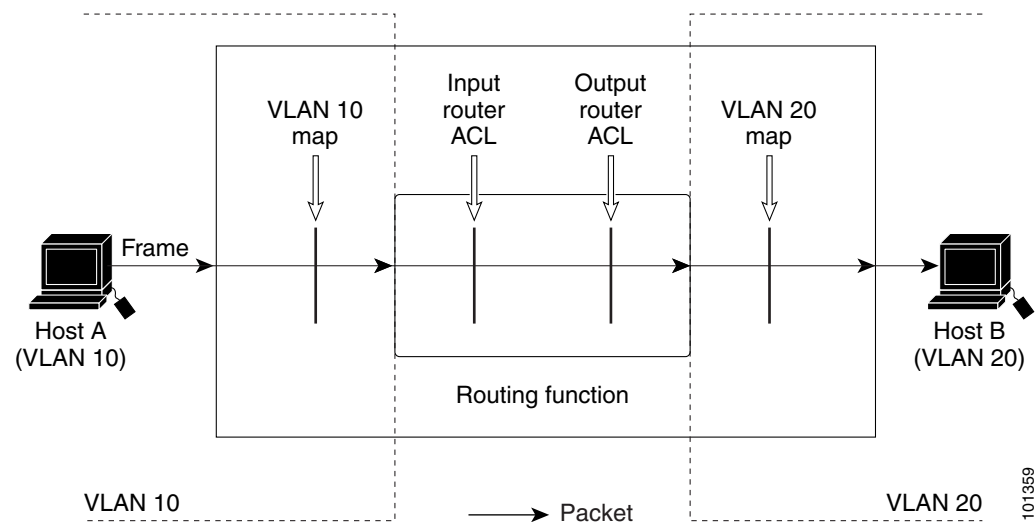 VLAN 10
map
Input
router
ACL
Output
router
ACL
VLAN 20
map
Frame
Host A
(VLAN 10)
Host B
(VLAN 20)
Routing function
VLAN 10
Packet
VLAN 20
101359